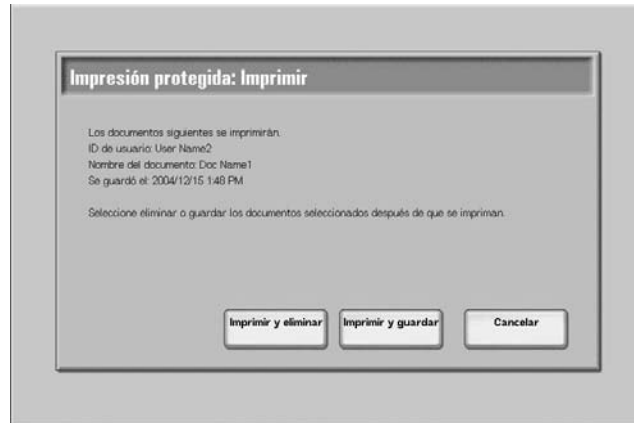 Impresión protegida: Imprimir
Los documentos siguientes se imprimirán.
ID de usuario: User Name2
Nombre del documento: Doc Name1
Se guardó el: 2004/12/15 1:48 PM
Seleccione eliminar o guardar los documentos seleccionados después de que se impriman.
Imprimir y eliminar
Imprimir y guardar
Cancelar